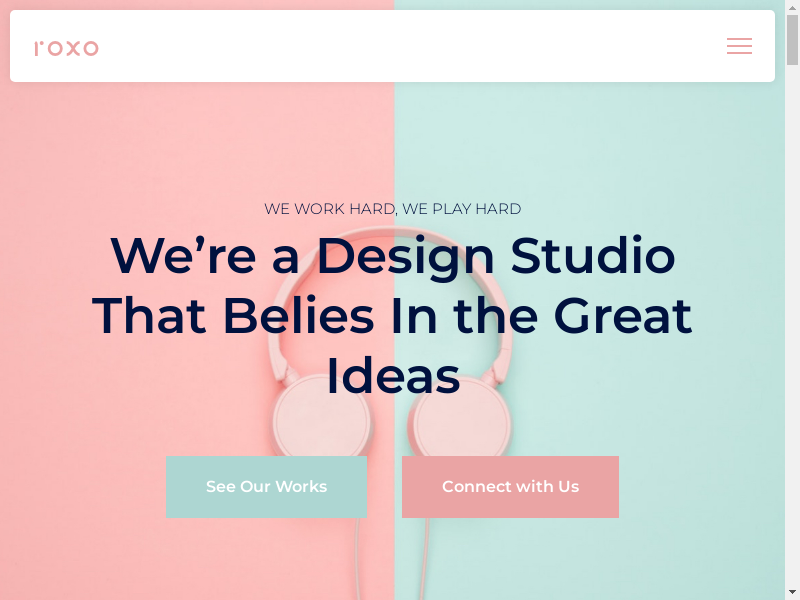 roxo
WE WORK HARD, WE PLAY HARD
We’re a Design Studio
That Belies In the Great
Ideas
See Our Works
Connect with Us